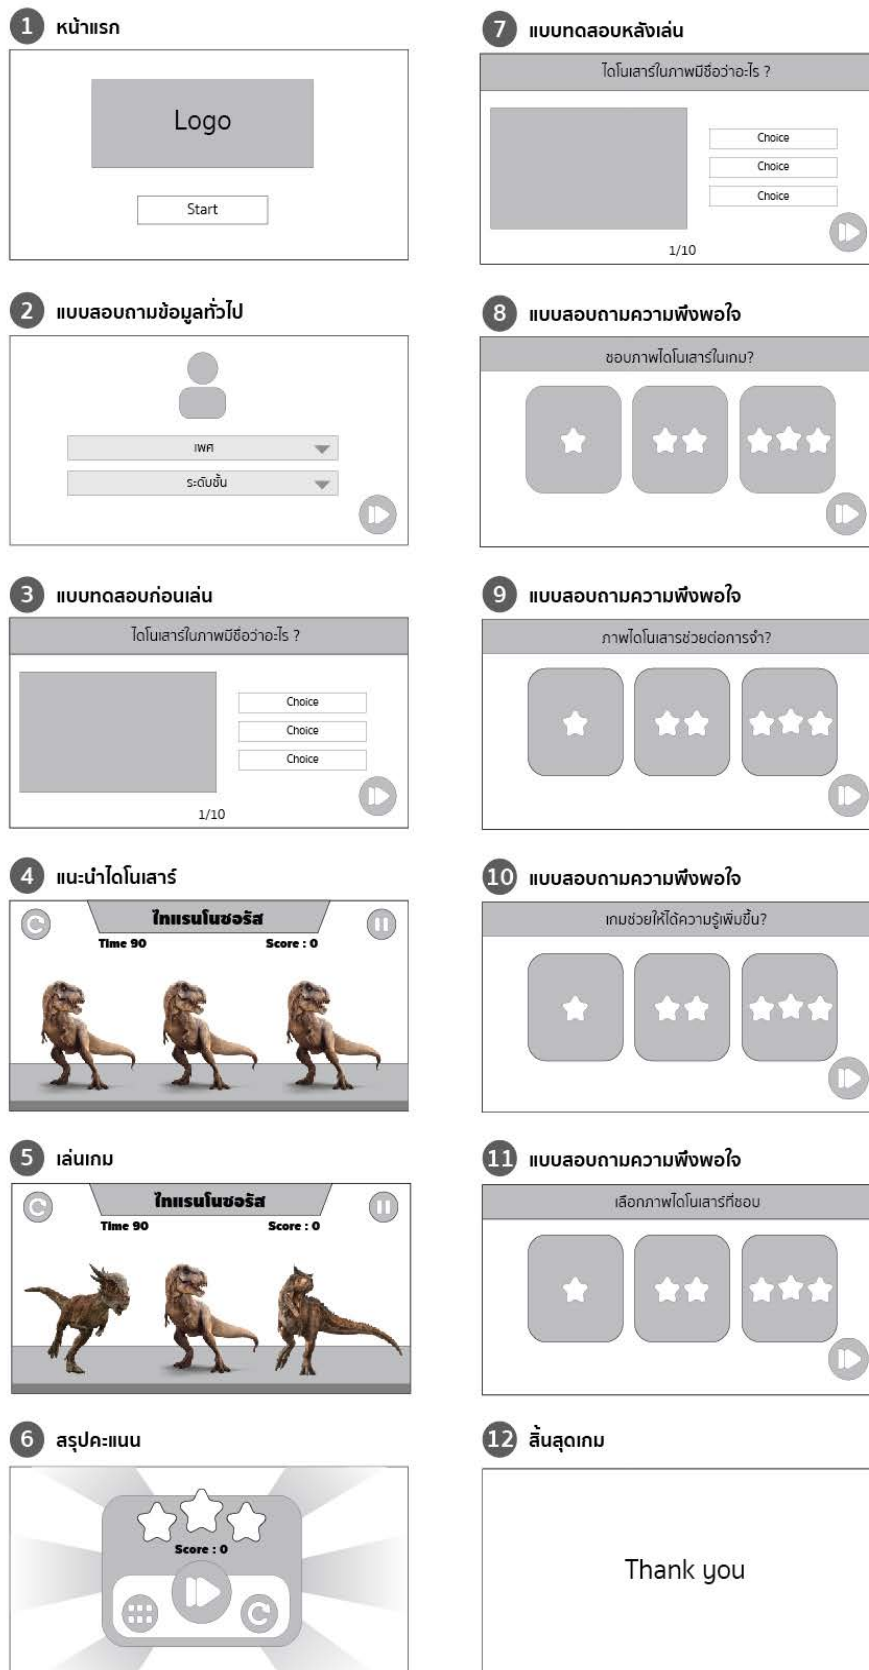 1 หน้าแรก
Logo
Start
2 แบบสอบถามข้อมูลทั่วไป
เพศ
ระดับชั้น
3 แบบทดสอบก่อนเล่น
ไดโนเสาร์ในภาพมีชื่อว่าอะไร ?
Choice
Choice
Choice
1/10
4 แนะนำไดโนเสาร์
ไทแรนโนซอรัส
Time 90 Score : 0
5 เล่นเกม
ไทแรนโนซอรัส
Time 90 Score : 0
6 สรุปคะแนน
Score : 0
7 แบบทดสอบหลังเล่น
ไดโนเสาร์ในภาพมีชื่อว่าอะไร ?
Choice
Choice
Choice
1/10
8 แบบสอบถามความพึงพอใจ
ชอบภาพไดโนเสาร์ในเกม?
9 แบบสอบถามความพึงพอใจ
ภาพไดโนเสารช่วยต่อการจำ?
10 แบบสอบถามความพึงพอใจ
เกมช่วยให้ได้ความรู้เพิ่มขึ้น?
11 แบบสอบถามความพึงพอใจ
เลือกภาพไดโนเสาร์ที่ชอบ
12 สิ้นสุดเกม
Thank you